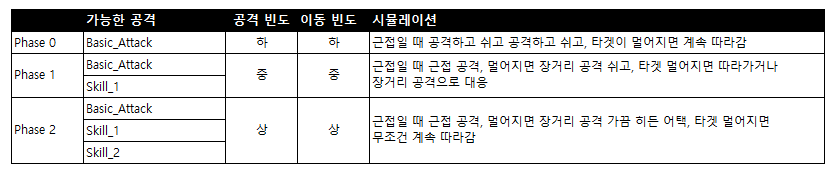 가능한 공격 공격 빈도 이동 빈도 시뮬레이션
Phase 0 Basic_Attack 하 하 근접일 때 공격하고 쉬고 공격하고 쉬고, 타겟이 멀어지면 계속 따라감
Phase 1 Basic_Attack 중 중 근접일 때 근접 공격, 멀어지면 장거리 공격 쉬고, 타겟 멀어지면 따라가거나
Skill_1 장거리 공격으로 대응
Phase 2 Basic_Attack
Skill_1 상 상 근접일 때 근접 공격, 멀어지면 장거리 공격 가끔 히든 어택, 타겟 멀어지면
무조건 계속 따라감
Skill_2